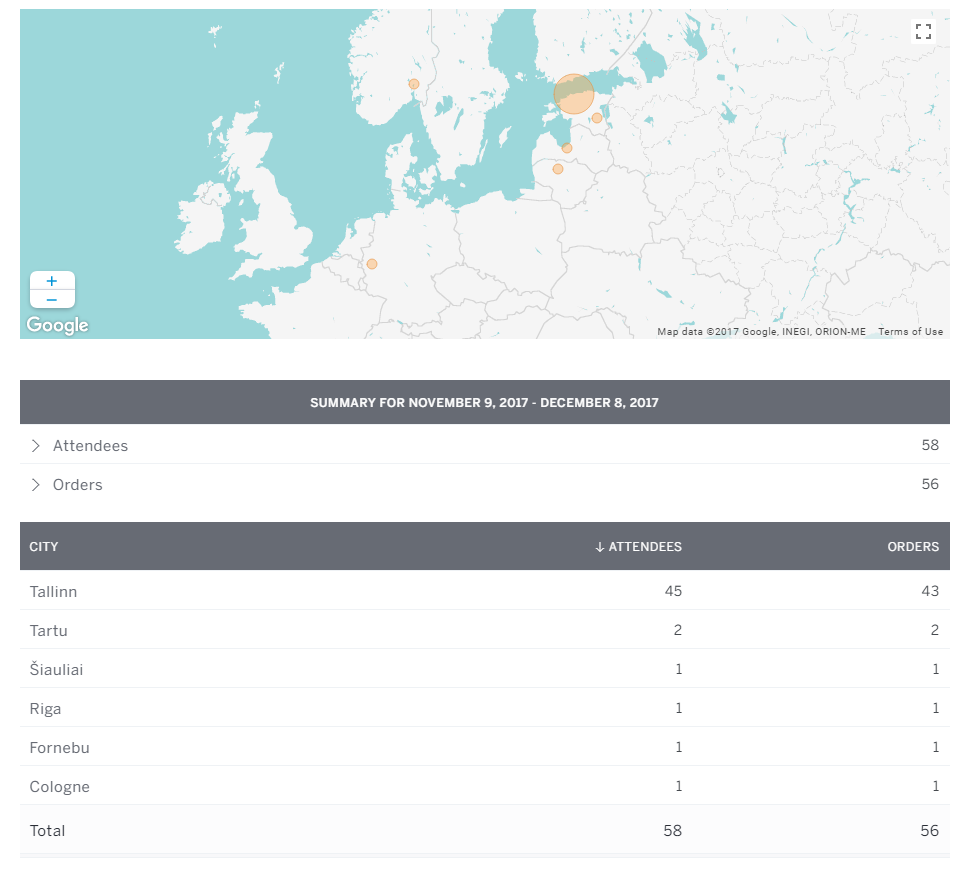 +
−
Google
Map data ©2017 Google, INEGI, ORION-ME Terms of Use
SUMMARY FOR NOVEMBER 9, 2017 - DECEMBER 8, 2017
Attendees 58
Orders 56
CITY ↓ ATTENDEES ORDERS
Tallinn 45 43
Tartu 2 2
Šiauliai 1 1
Riga 1 1
Fornebu 1 1
Cologne 1 1
Total 58 56